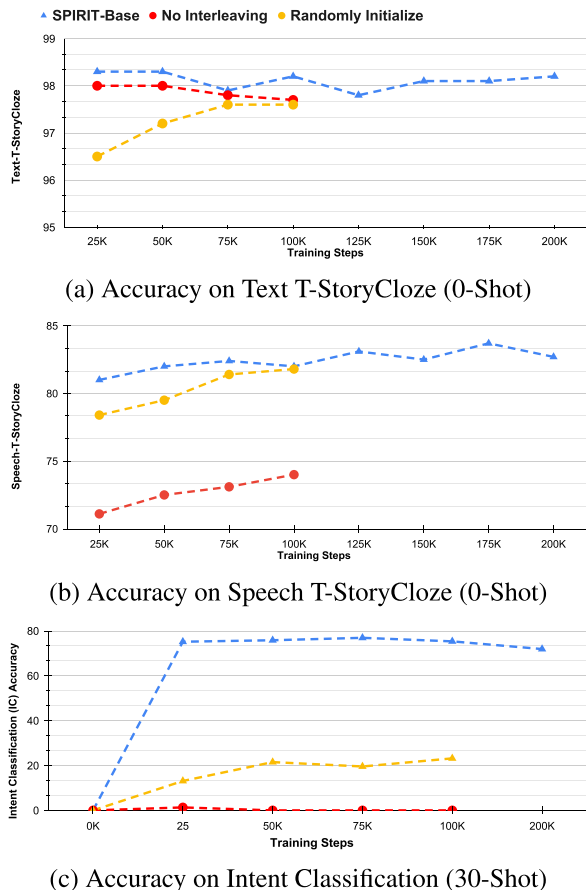 SPIRIT-Base No Interleaving Randomly Initialize
99
98
97
96
95
Text-T-StoryCloze
25K 50K 75K 100K 125K 150K 175K 200K
Training Steps
(a) Accuracy on Text T-StoryCloze (0-Shot)
85
80
75
70
Speech-T-StoryCloze
25K 50K 75K 100K 125K 150K 175K 200K
Training Steps
(b) Accuracy on Speech T-StoryCloze (0-Shot)
80
60
40
20
0
Intent Classification (IC) Accuracy
0K 25 50K 75K 100K 200K
Training Steps
(c) Accuracy on Intent Classification (30-Shot)